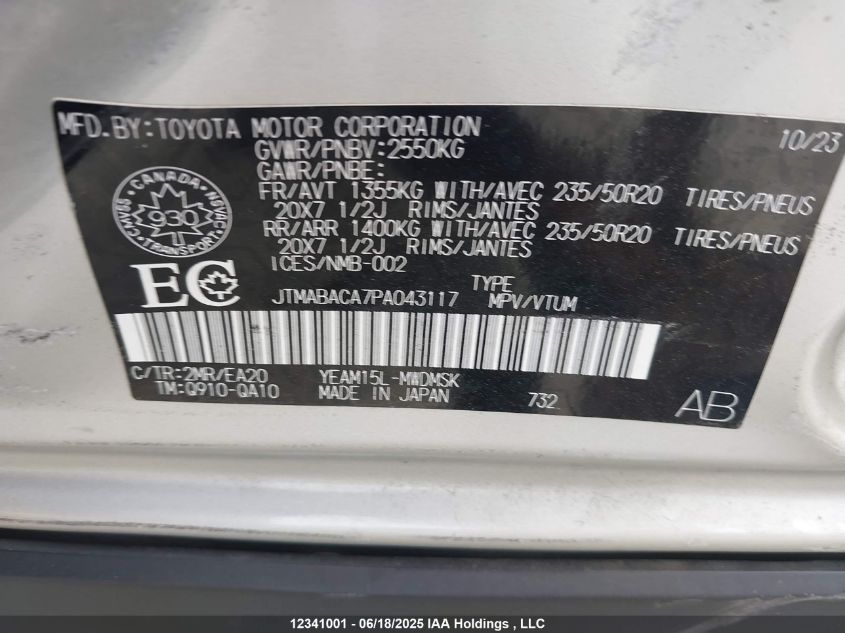 MFD. BY: TOYOTA MOTOR CORPORATION 10/23
GVWR/PNBV: 2550KG
GAWR/PNBE:
FR/AVT 1355KG WITH/AVEC 235/50R20 TIRES/PNEUS
20X7 1/2J RIMS/JANTES
RR/ARR 1400KG WITH/AVEC 235/50R20 TIRES/PNEUS
20X7 1/2J RIMS/JANTES
ICES/NMB-002
CANADA
CMVSS NSVAC
930
TRANSPORT
EC
JTMABACA7PA043117 TYPE MPV/VTUM
C/TR: 2MR/EA20 YEAM15L-MWDMSK
TM: Q910-QA10 MADE IN JAPAN 732 AB
12341001 - 06/18/2025 IAA Holdings , LLC